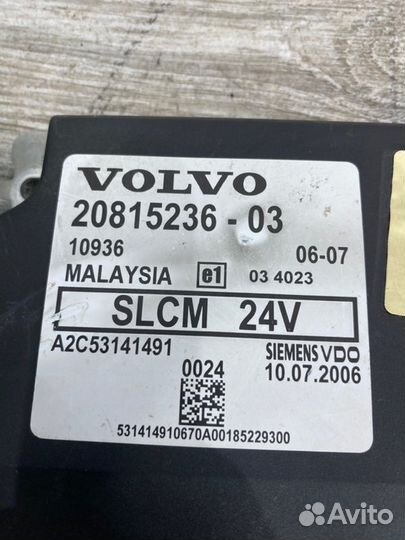 VOLVO
20815236 - 03
10936 06-07
MALAYSIA e1 03 4023
SLCM 24V
A2C53141491 SIEMENS VDO
0024 10.07.2006
531414910670A00185229300
Avito